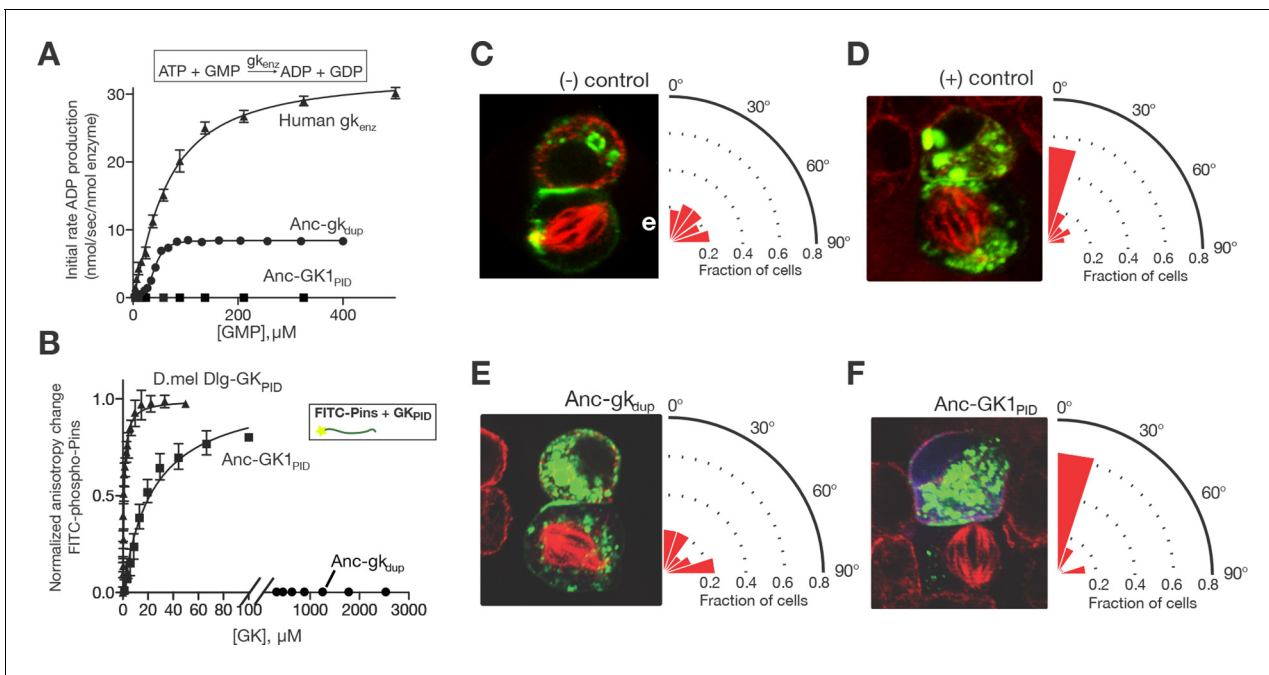 A
ATP + GMP gkenz→ ADP + GDP
Initial rate ADP production
(nmol/sec/nmol enzyme)
30
20
10
0
Human gkenz
Anc-gkdup
Anc-GK1PID
0 200 400
[GMP], µM
B
D.mel Dlg-GKPID
FITC-Pins + GKPID
Anc-GK1PID
Anc-gkdup
Normalized anisotropy change
FITC-phospho-Pins
1.0
0.5
0.0
0 20 40 60 80 100 1000 2000 3000
[GK], µM
C
(-) control
e
0°
30°
60°
90°
0.2 0.4 0.6 0.8
Fraction of cells
D
(+) control
0°
30°
60°
90°
0.2 0.4 0.6 0.8
Fraction of cells
E
Anc-gkdup
0°
30°
60°
90°
0.2 0.4 0.6 0.8
Fraction of cells
F
Anc-GK1PID
0°
30°
60°
90°
0.2 0.4 0.6 0.8
Fraction of cells